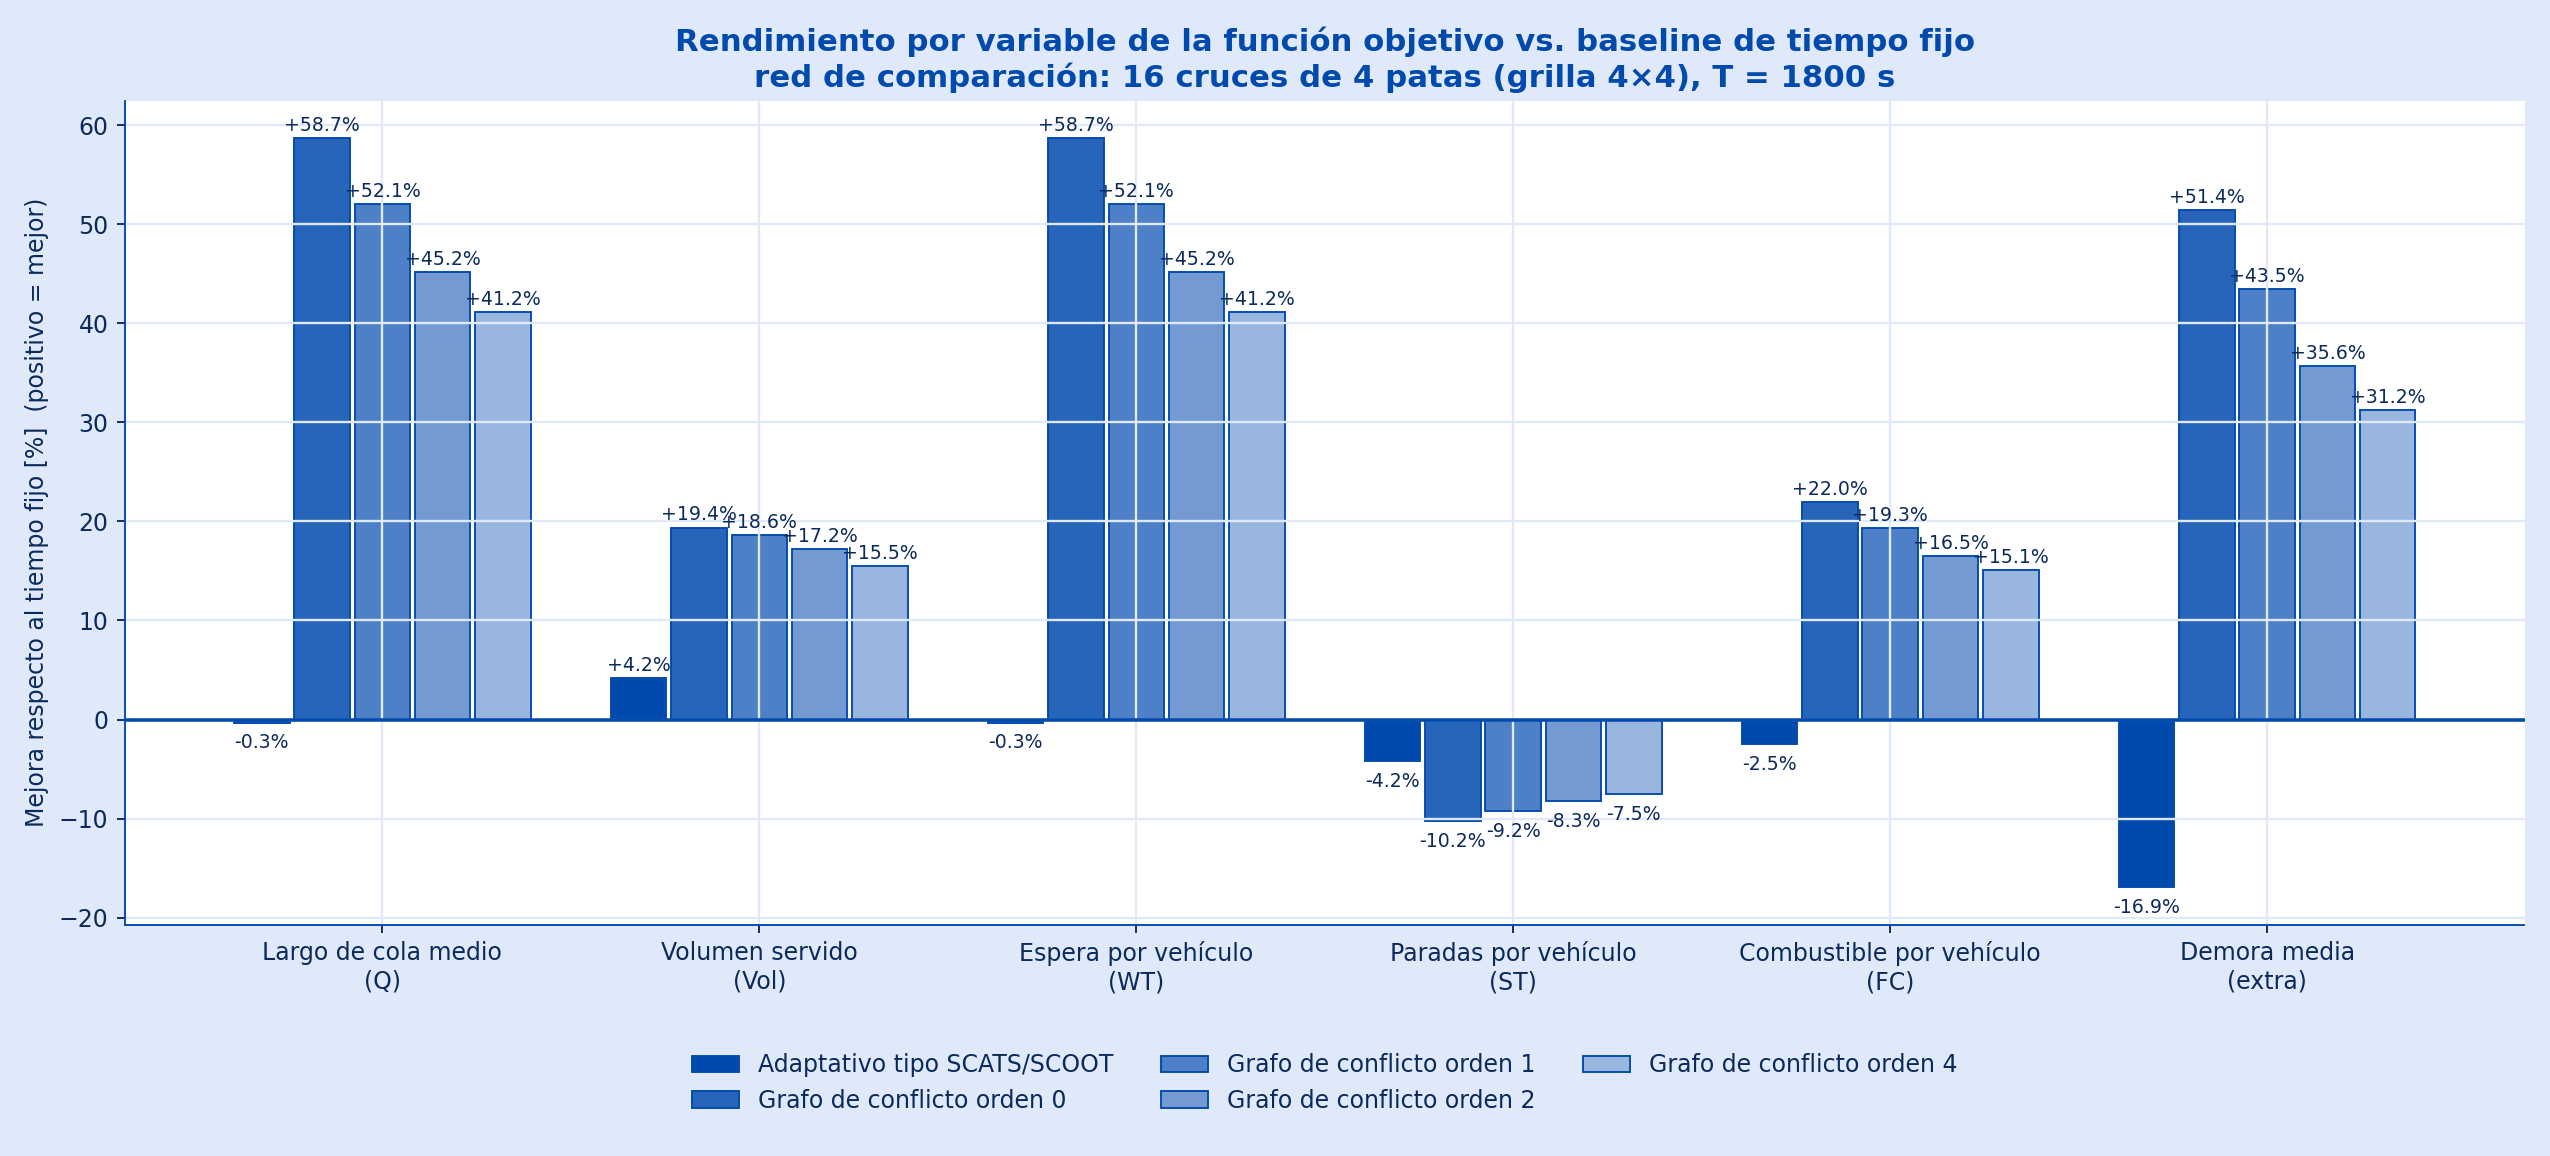 Rendimiento por variable de la función objetivo vs. baseline de tiempo fijo
red de comparación: 16 cruces de 4 patas (grilla 4×4), T = 1800 s
Mejora respecto al tiempo fijo [%]  (positivo = mejor)
60
50
40
30
20
10
0
−10
−20
-0.3%
+58.7%
+52.1%
+45.2%
+41.2%
+4.2%
+19.4%
+18.6%
+17.2%
+15.5%
-0.3%
+58.7%
+52.1%
+45.2%
+41.2%
-4.2%
-10.2%
-9.2%
-8.3%
-7.5%
-2.5%
+22.0%
+19.3%
+16.5%
+15.1%
-16.9%
+51.4%
+43.5%
+35.6%
+31.2%
Largo de cola medio
(Q)
Volumen servido
(Vol)
Espera por vehículo
(WT)
Paradas por vehículo
(ST)
Combustible por vehículo
(FC)
Demora media
(extra)
Adaptativo tipo SCATS/SCOOT
Grafo de conflicto orden 0
Grafo de conflicto orden 1
Grafo de conflicto orden 2
Grafo de conflicto orden 4